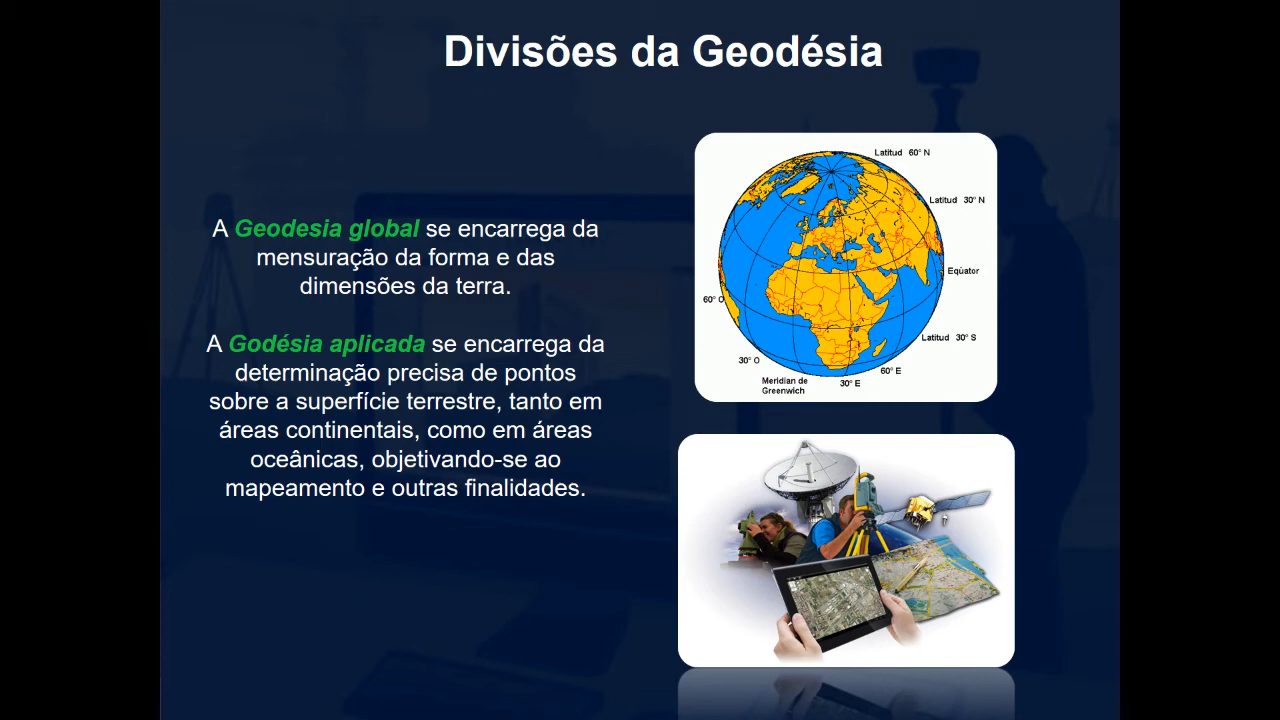 Divisões da Geodésia
A Geodesia global se encarrega da
mensuração da forma e das
dimensões da terra.
A Godésia aplicada se encarrega da
determinação precisa de pontos
sobre a superfície terrestre, tanto em
áreas continentais, como em áreas
oceânicas, objetivando-se ao
mapeamento e outras finalidades.
Latitud 60° N
Latitud 30° N
Equator
60° O
Latitud 30° S
30° O
60° E
Meridian de
Greenwich
30° E